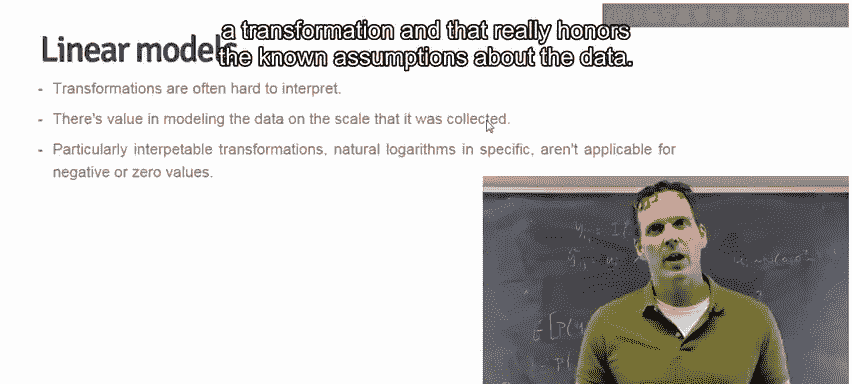 a transformation and that really honors
the known assumptions about the data.
Linear models
- Transformations are often hard to interpret.
- There's value in modeling the data on the scale that it was collected.
- Particularly interpetable transformations, natural logarithms in specific, aren't applicable for
negative or zero values.